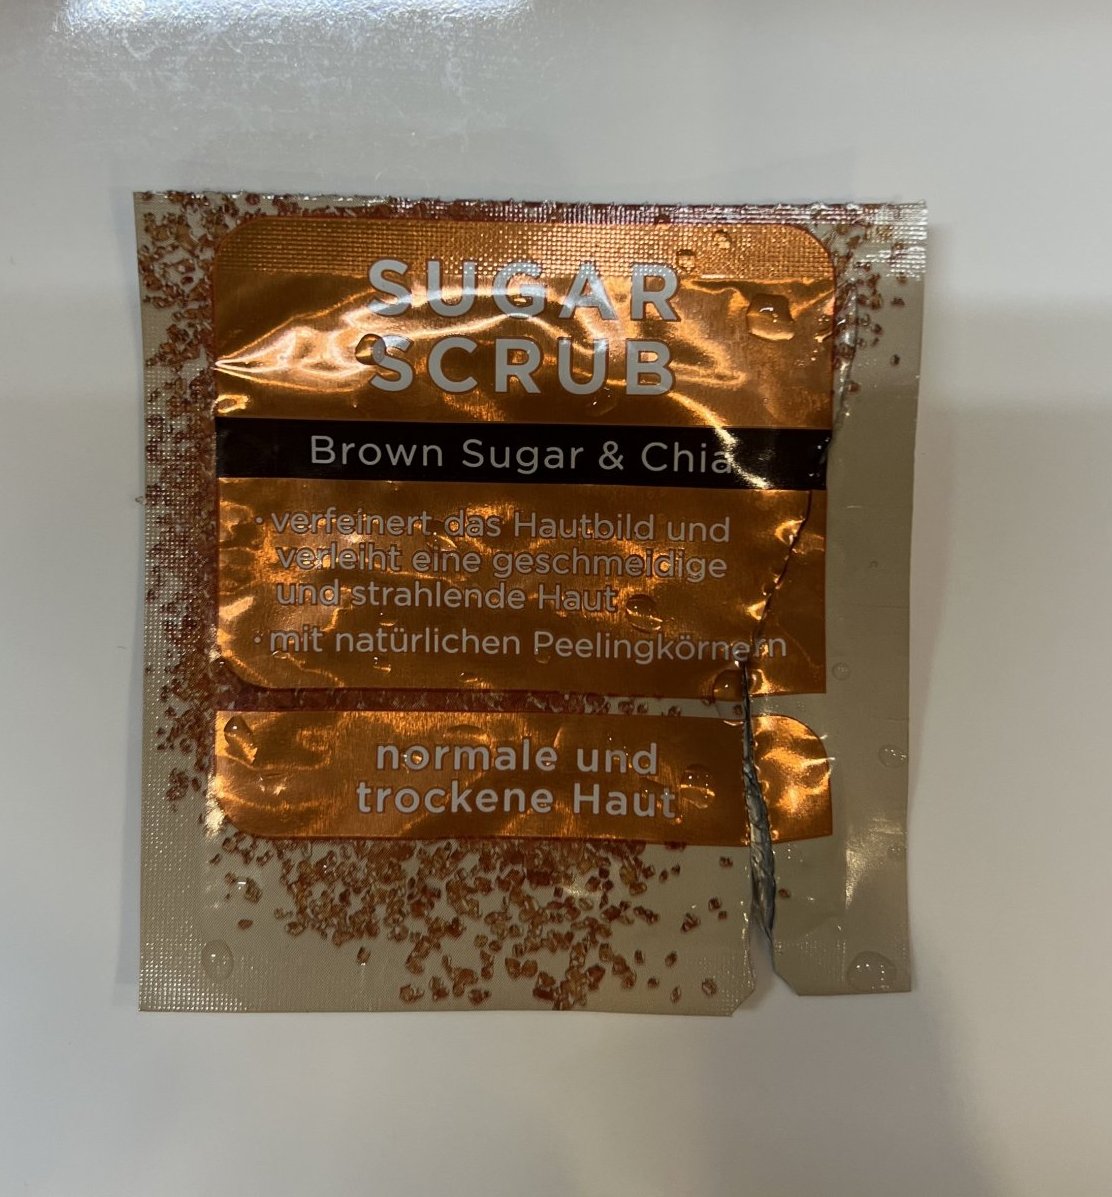 SUGAR
SCRUB
Brown Sugar & Chia
· verfeinert das Hautbild und
verleiht eine geschmeidige
und strahlende Haut
· mit natürlichen Peelingkörnern
normale und
trockene Haut